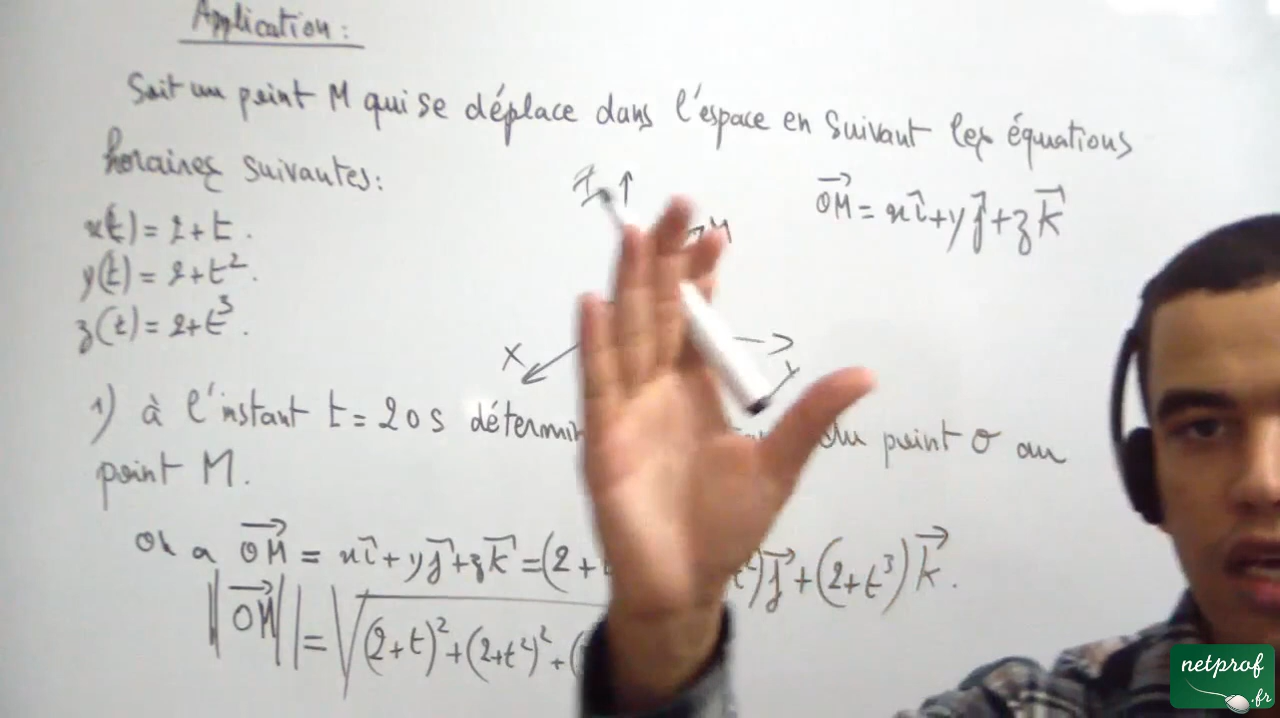 Application :
Soit un point M qui se déplace dans l'espace en suivant les équations
horaires suivantes :
x(t) = 2+t.
y(t) = 2+t².
z(t) = 2+t³.
Z
M
X
Y
OM = xi+yj+zk
1) à l'instant t = 20s détermin du point O au
point M.
On a OM = xi+yj+zk = (2+ )j+(2+t³)k.
||OM|| = √(2+t)²+(2+t²)²+(
netprof
.fr